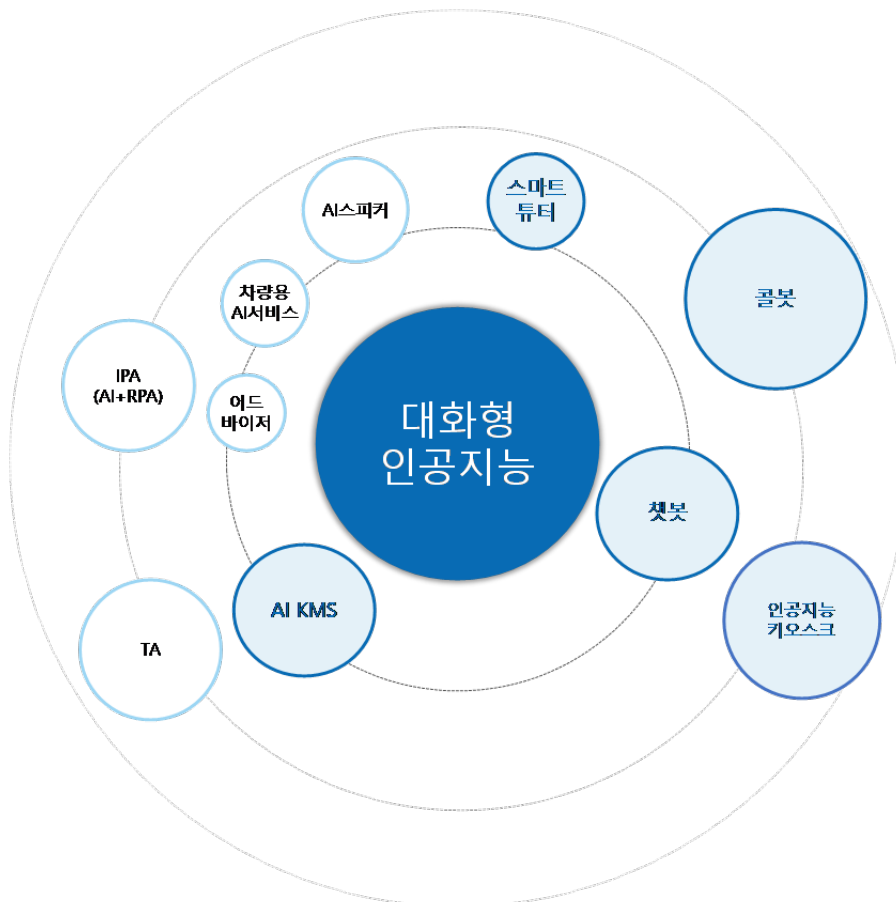 스마트
튜터
AI스피커
콜봇
차량용
AI서비스
IPA
(AI+RPA)
어드
바이저
대화형
인공지능
챗봇
AI KMS
인공지능
키오스크
TA